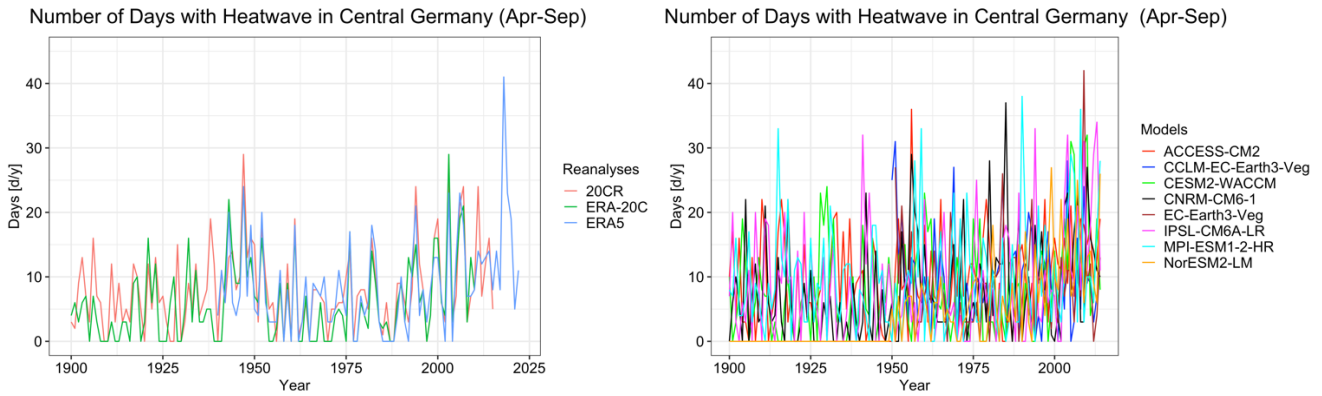 Number of Days with Heatwave in Central Germany (Apr-Sep)
40
30
20
10
0
Days [d/y]
1900
1925
1950
1975
2000
2025
Year
Reanalyses
20CR
ERA-20C
ERA5
Number of Days with Heatwave in Central Germany (Apr-Sep)
40
30
20
10
0
Days [d/y]
1900
1925
1950
1975
2000
Year
Models
ACCESS-CM2
CCLM-EC-Earth3-Veg
CESM2-WACCM
CNRM-CM6-1
EC-Earth3-Veg
IPSL-CM6A-LR
MPI-ESM1-2-HR
NorESM2-LM